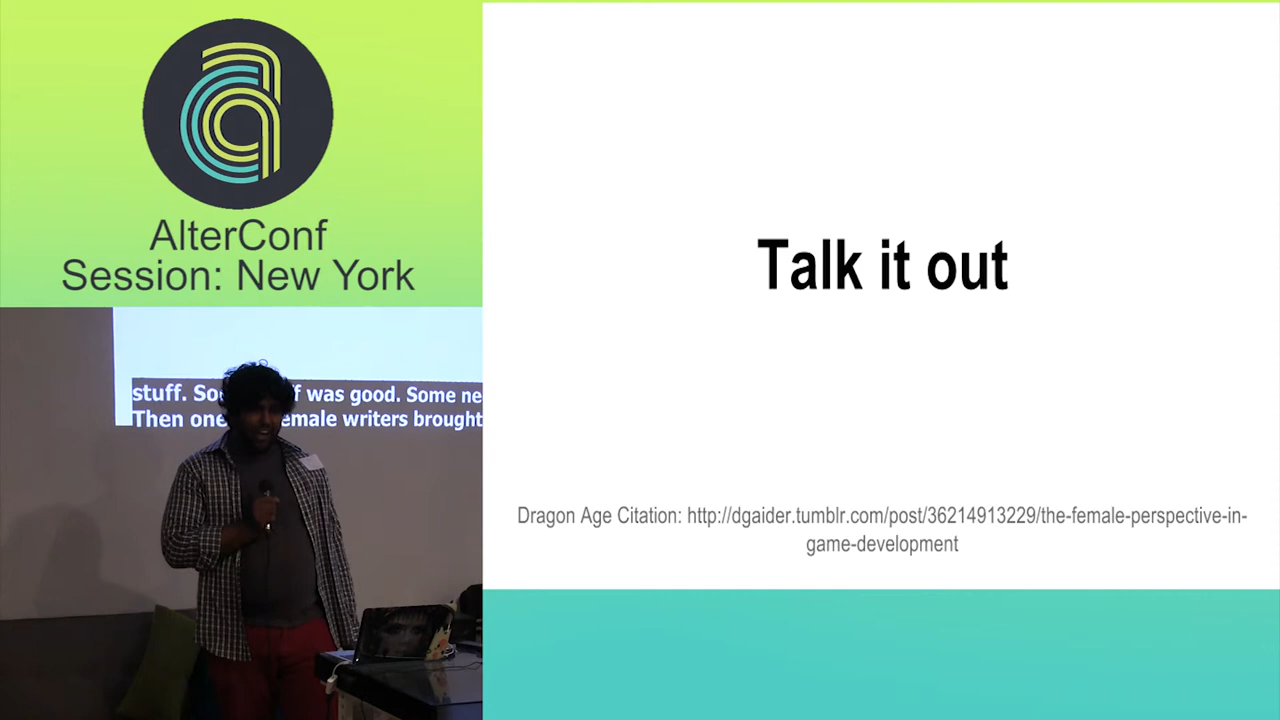 AlterConf
Session: New York
stuff. So f was good. Some ne
Then one emale writers brought
Talk it out
Dragon Age Citation: http://dgaider.tumblr.com/post/36214913229/the-female-perspective-in-
game-development